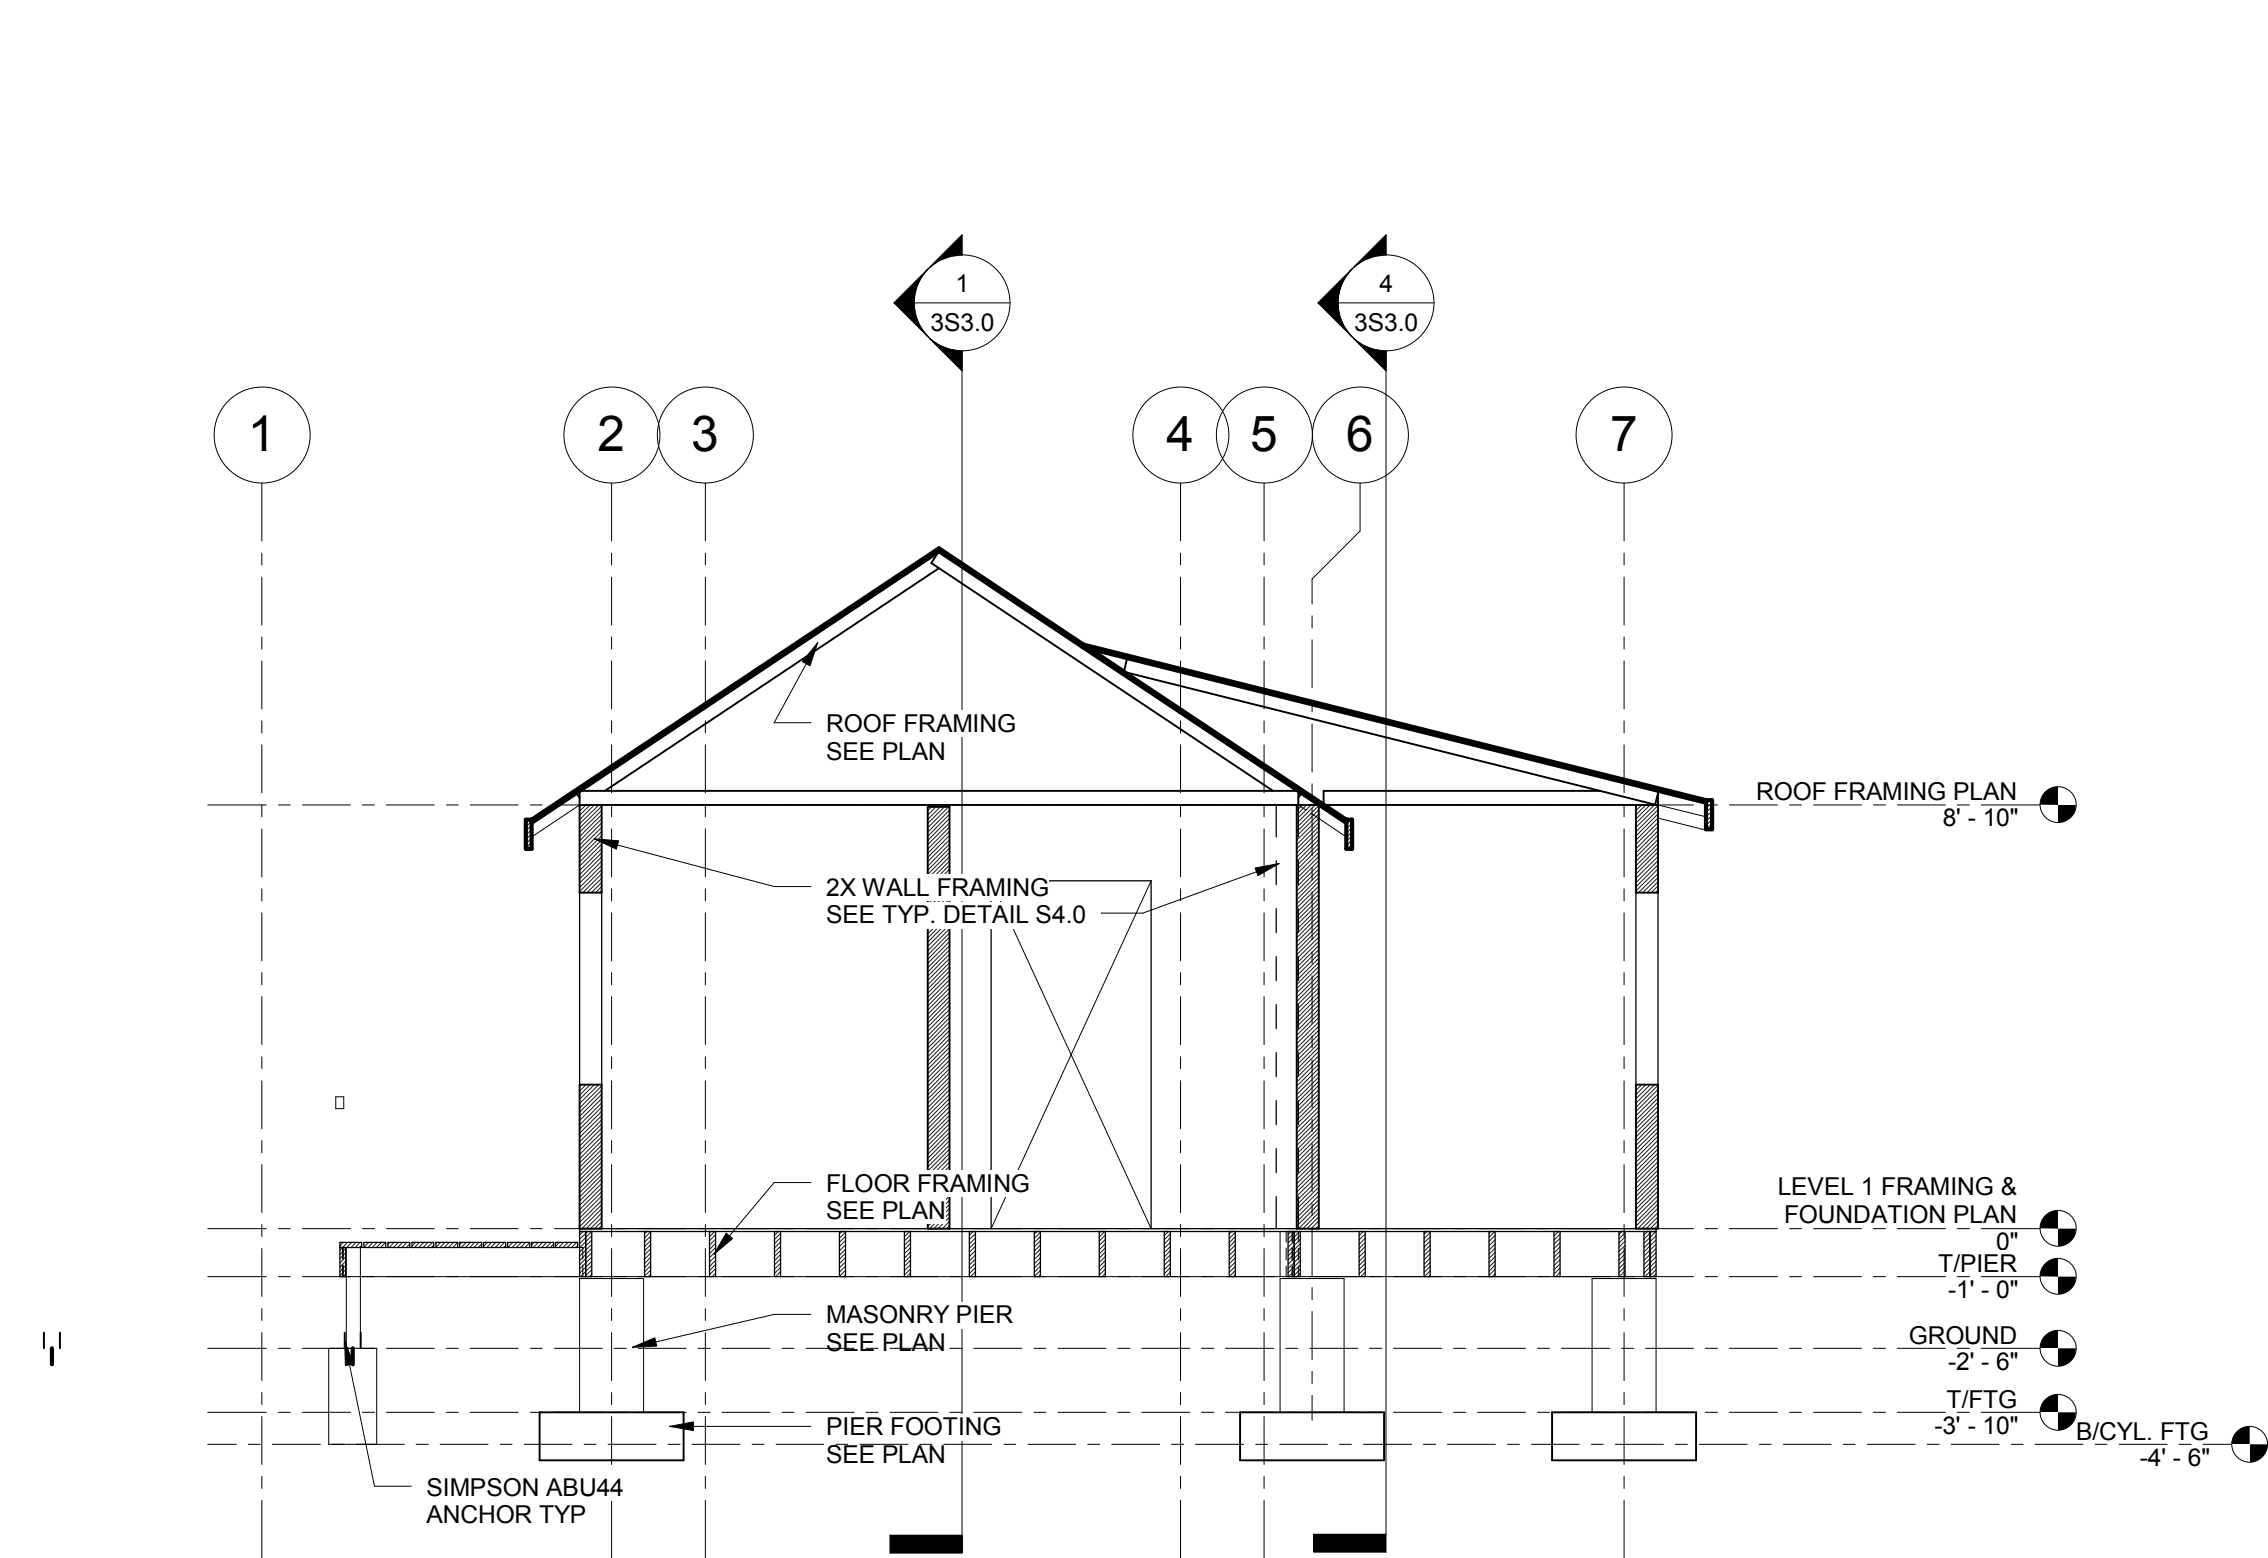 1
3S3.0
4
3S3.0
1
2
3
4
5
6
7
ROOF FRAMING
SEE PLAN
ROOF FRAMING PLAN
8' - 10"
2X WALL FRAMING
SEE TYP. DETAIL S4.0
FLOOR FRAMING
SEE PLAN
LEVEL 1 FRAMING &
FOUNDATION PLAN
0"
T/PIER
-1' - 0"
MASONRY PIER
SEE PLAN
GROUND
-2' - 6"
T/FTG
-3' - 10"
PIER FOOTING
SEE PLAN
B/CYL. FTG
-4' - 6"
SIMPSON ABU44
ANCHOR TYP